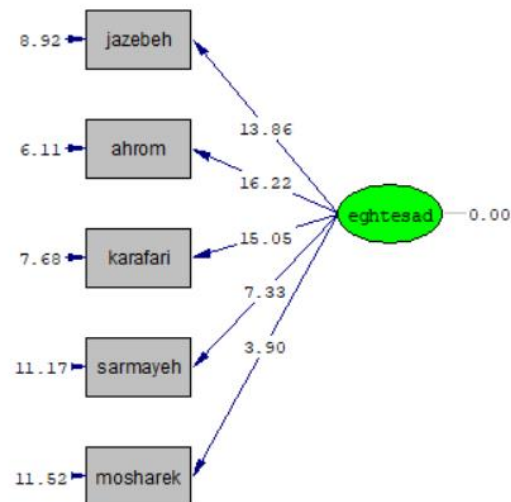 8.92 jazebeh
13.86
6.11 ahrom
16.22
eghtesad 0.00
15.05
7.68 karafari
7.33
3.90
11.17 sarmayeh
11.52 mosharek